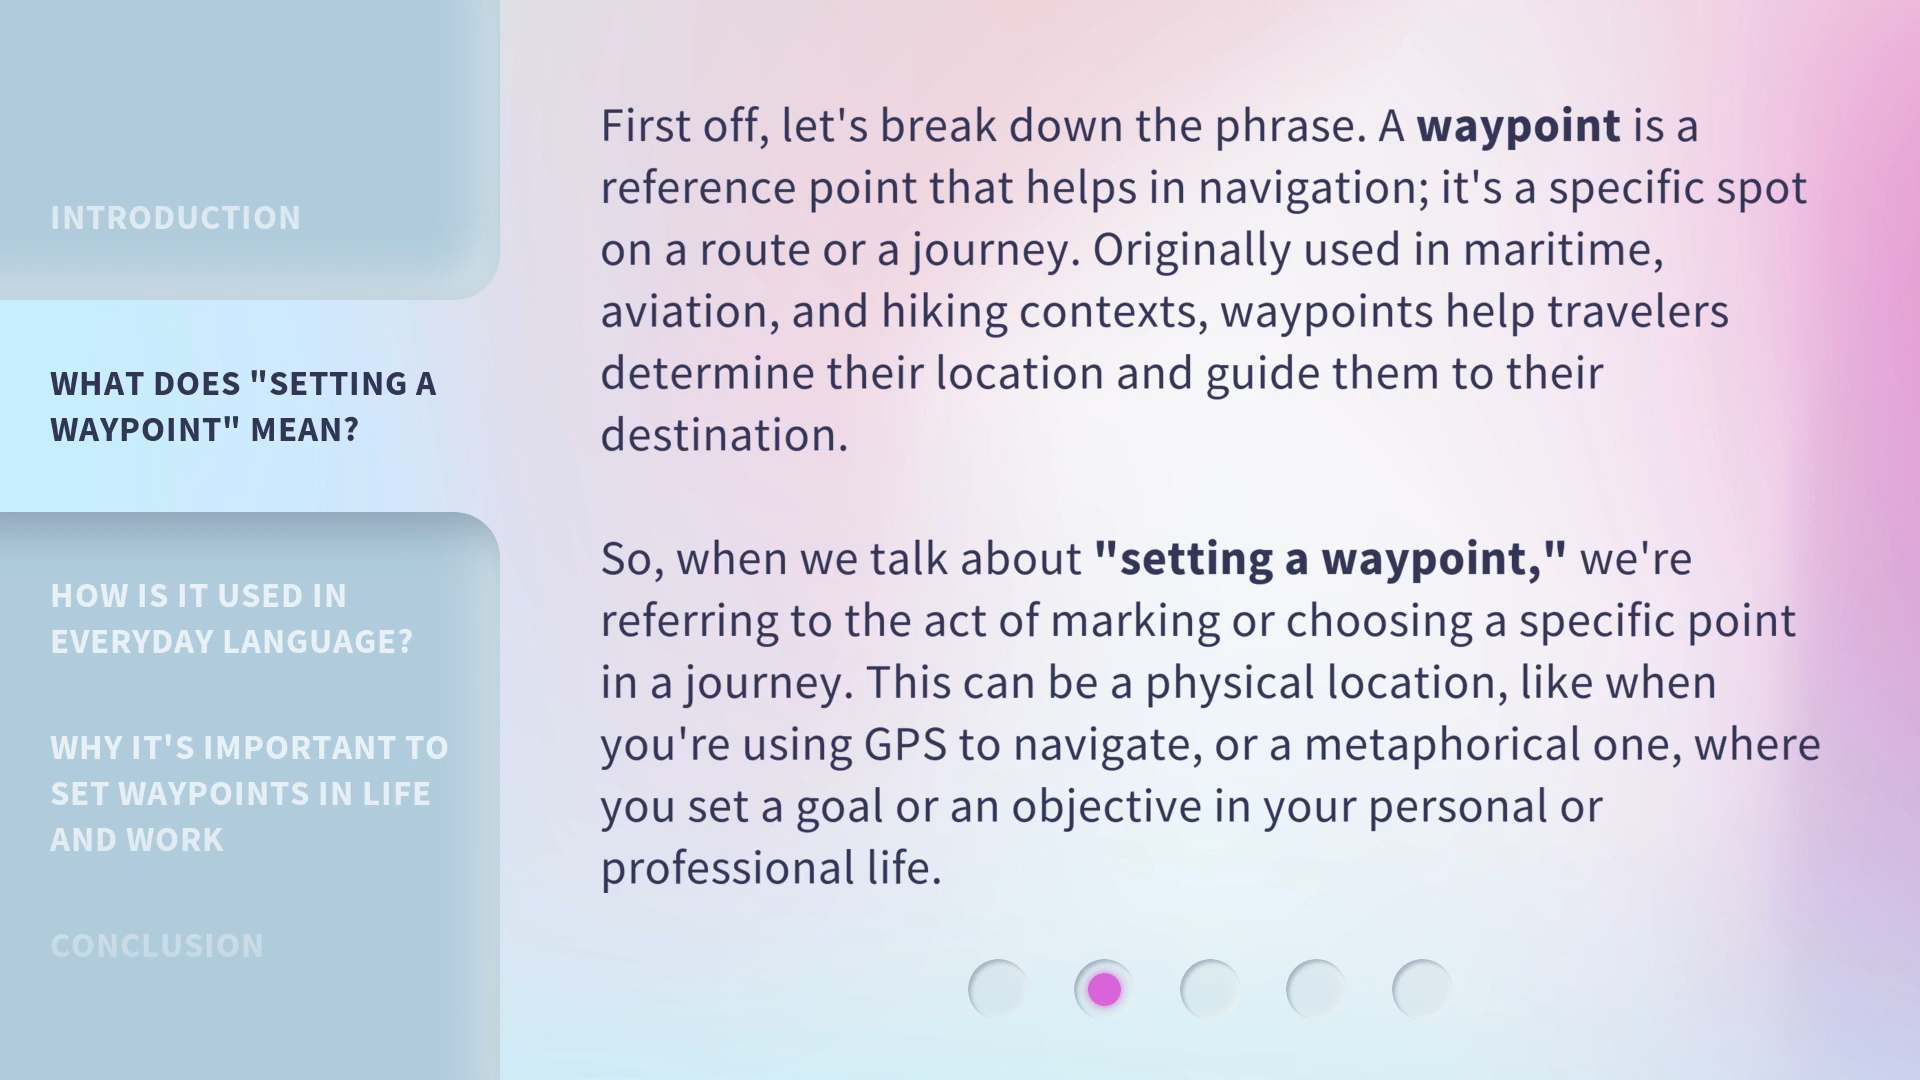 INTRODUCTION
WHAT DOES "SETTING A
WAYPOINT" MEAN?
HOW IS IT USED IN
EVERYDAY LANGUAGE?
WHY IT'S IMPORTANT TO
SET WAYPOINTS IN LIFE
AND WORK
CONCLUSION
First off, let's break down the phrase. A waypoint is a
reference point that helps in navigation; it's a specific spot
on a route or a journey. Originally used in maritime,
aviation, and hiking contexts, waypoints help travelers
determine their location and guide them to their
destination.
So, when we talk about "setting a waypoint," we're
referring to the act of marking or choosing a specific point
in a journey. This can be a physical location, like when
you're using GPS to navigate, or a metaphorical one, where
you set a goal or an objective in your personal or
professional life.